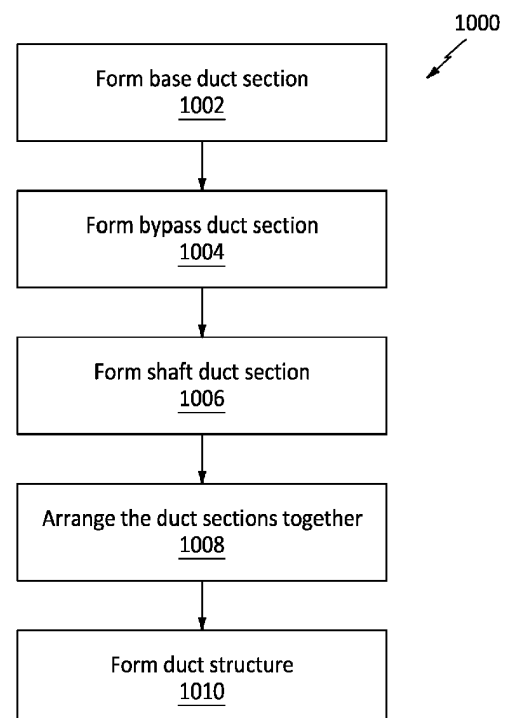 1000
Form base duct section
1002
Form bypass duct section
1004
Form shaft duct section
1006
Arrange the duct sections together
1008
Form duct structure
1010